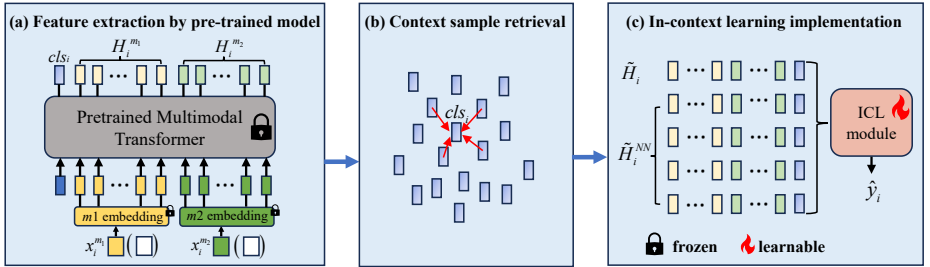 (a) Feature extraction by pre-trained model
cls_i H_i^{m_1} H_i^{m_2}
Pretrained Multimodal
Transformer
m1 embedding m2 embedding
x_i^{m_1} ( ) x_i^{m_2} ( )
(b) Context sample retrieval
cls_i
(c) In-context learning implementation
H̃_i
H̃_i^{NN}
ICL
module
ŷ_i
frozen learnable